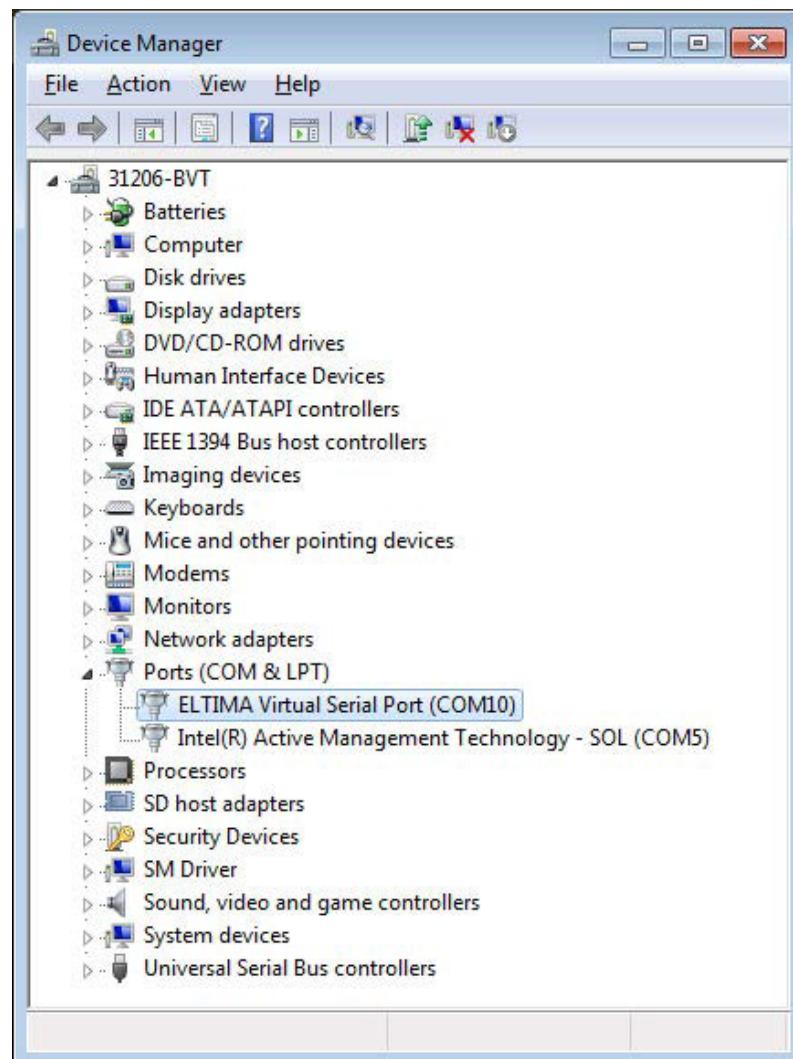 Device Manager
File Action View Help
31206-BVT
Batteries
Computer
Disk drives
Display adapters
DVD/CD-ROM drives
Human Interface Devices
IDE ATA/ATAPI controllers
IEEE 1394 Bus host controllers
Imaging devices
Keyboards
Mice and other pointing devices
Modems
Monitors
Network adapters
Ports (COM & LPT)
ELTIMA Virtual Serial Port (COM10)
Intel(R) Active Management Technology - SOL (COM5)
Processors
SD host adapters
Security Devices
SM Driver
Sound, video and game controllers
System devices
Universal Serial Bus controllers